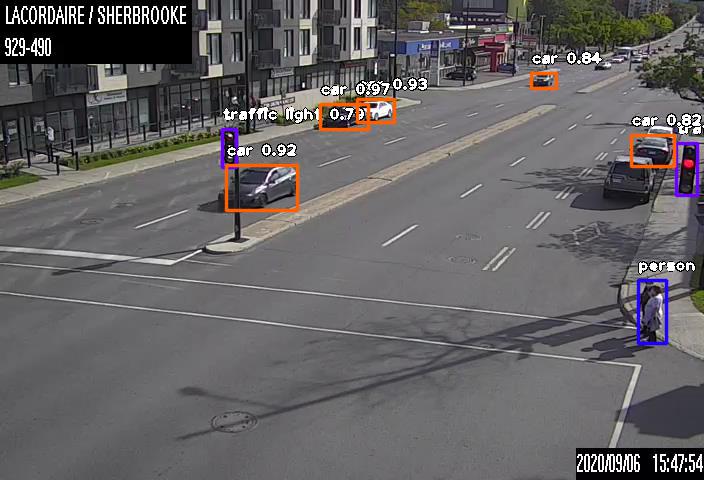 LACORDAIRE / SHERBROOKE
929-490
car 0.84
car 0.97
0.93
traffic light 0.79
car 0.82
car 0.92
person
2020/09/06 15:47:54